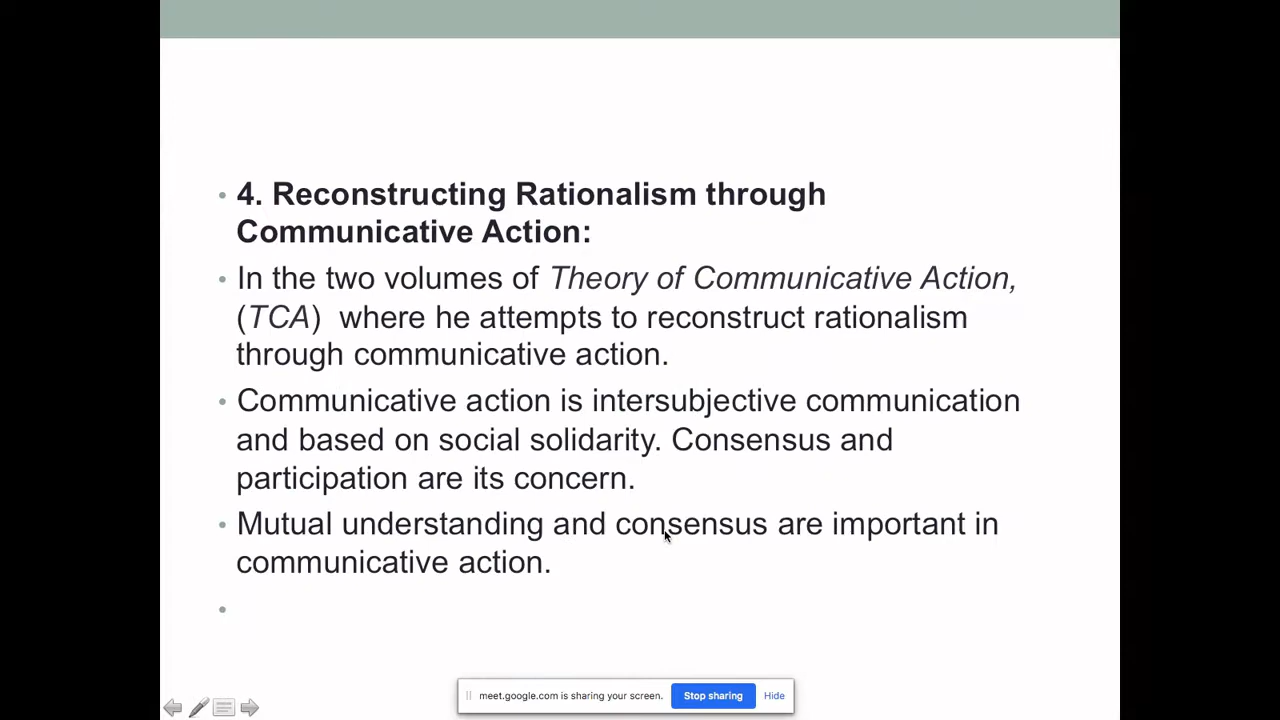 • 4. Reconstructing Rationalism through
Communicative Action:
• In the two volumes of Theory of Communicative Action,
(TCA)  where he attempts to reconstruct rationalism
through communicative action.
• Communicative action is intersubjective communication
and based on social solidarity. Consensus and
participation are its concern.
• Mutual understanding and consensus are important in
communicative action.
•
meet.google.com is sharing your screen. Stop sharing Hide